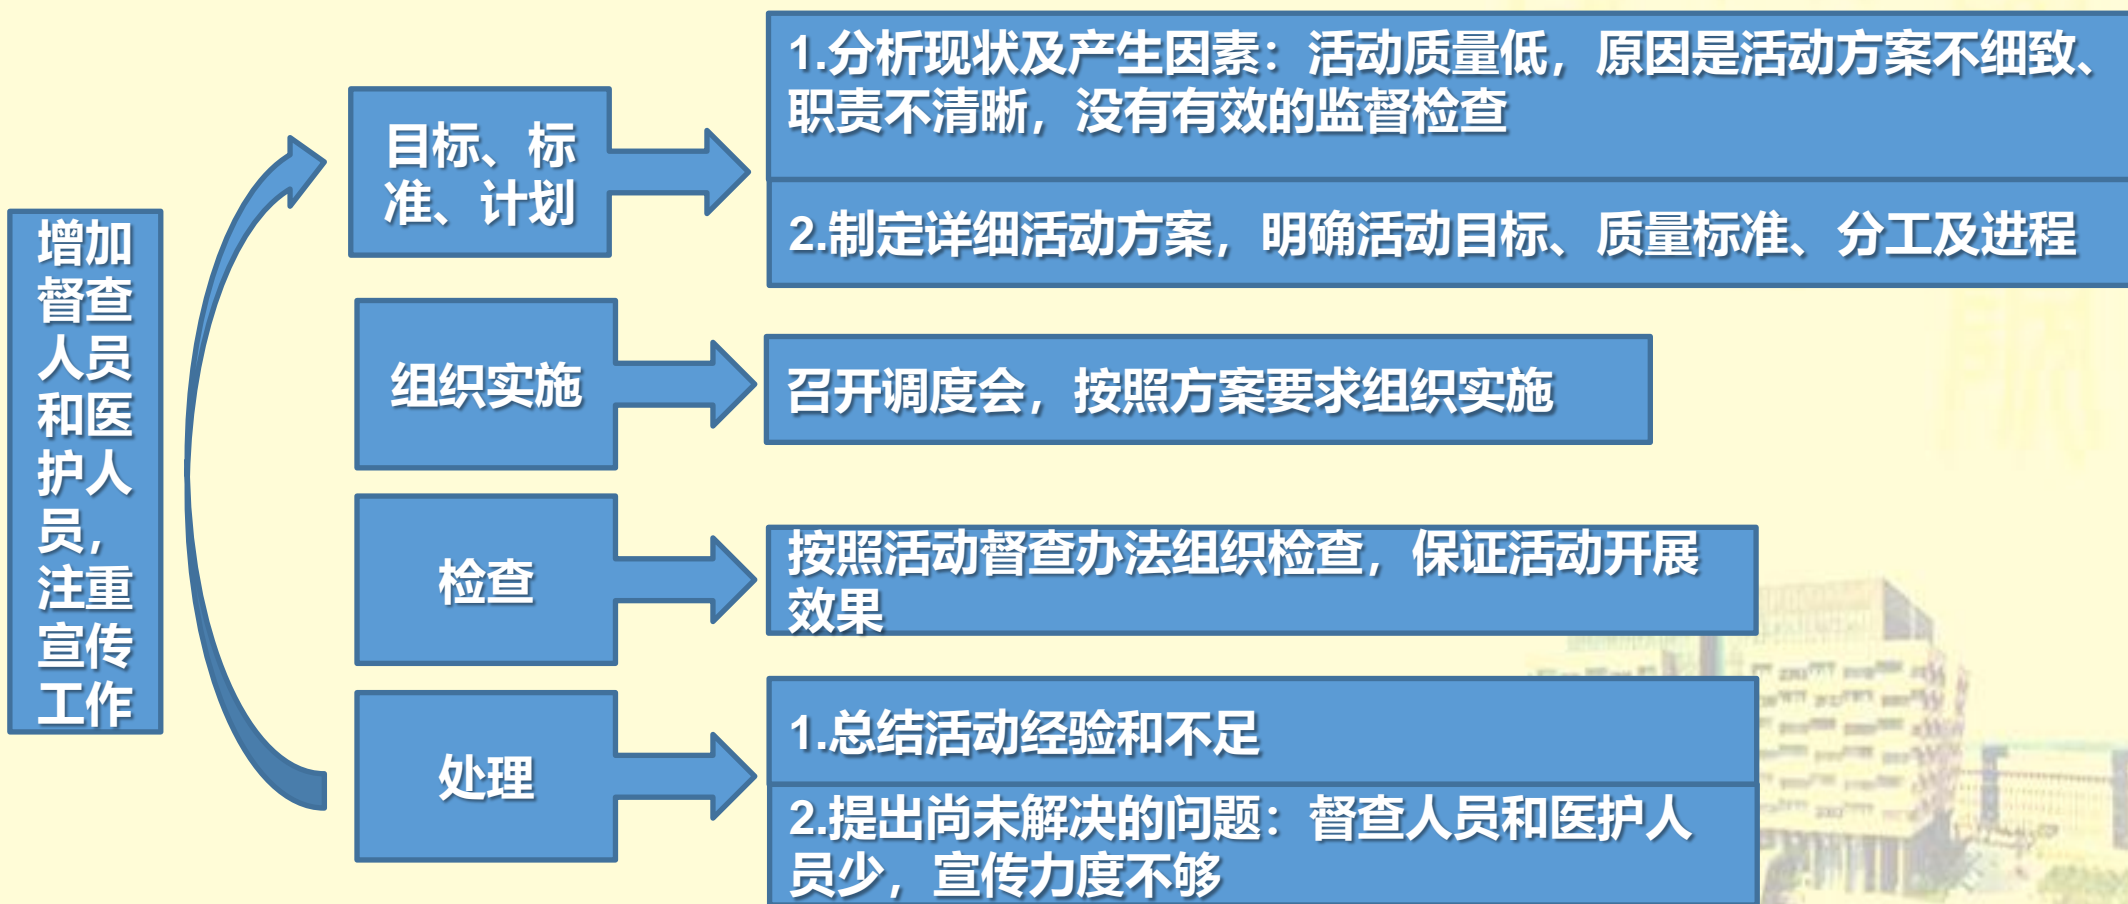 增加
督查
人员
和医
护人
员，
注重
宣传
工作
目标、标
准、计划
1.分析现状及产生因素：活动质量低，原因是活动方案不细致、
职责不清晰，没有有效的监督检查
2.制定详细活动方案，明确活动目标、质量标准、分工及进程
组织实施
召开调度会，按照方案要求组织实施
检查
按照活动督查办法组织检查，保证活动开展
效果
处理
1.总结活动经验和不足
2.提出尚未解决的问题：督查人员和医护人
员少，宣传力度不够